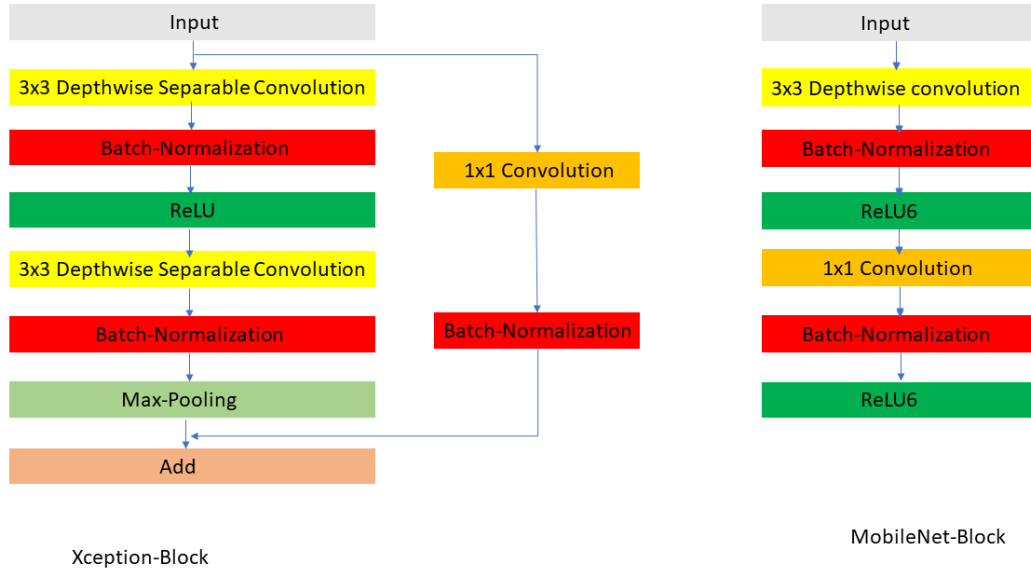 Input
3x3 Depthwise Separable Convolution
Batch-Normalization
ReLU
3x3 Depthwise Separable Convolution
Batch-Normalization
Max-Pooling
Add
1x1 Convolution
Batch-Normalization
Xception-Block
Input
3x3 Depthwise convolution
Batch-Normalization
ReLU6
1x1 Convolution
Batch-Normalization
ReLU6
MobileNet-Block